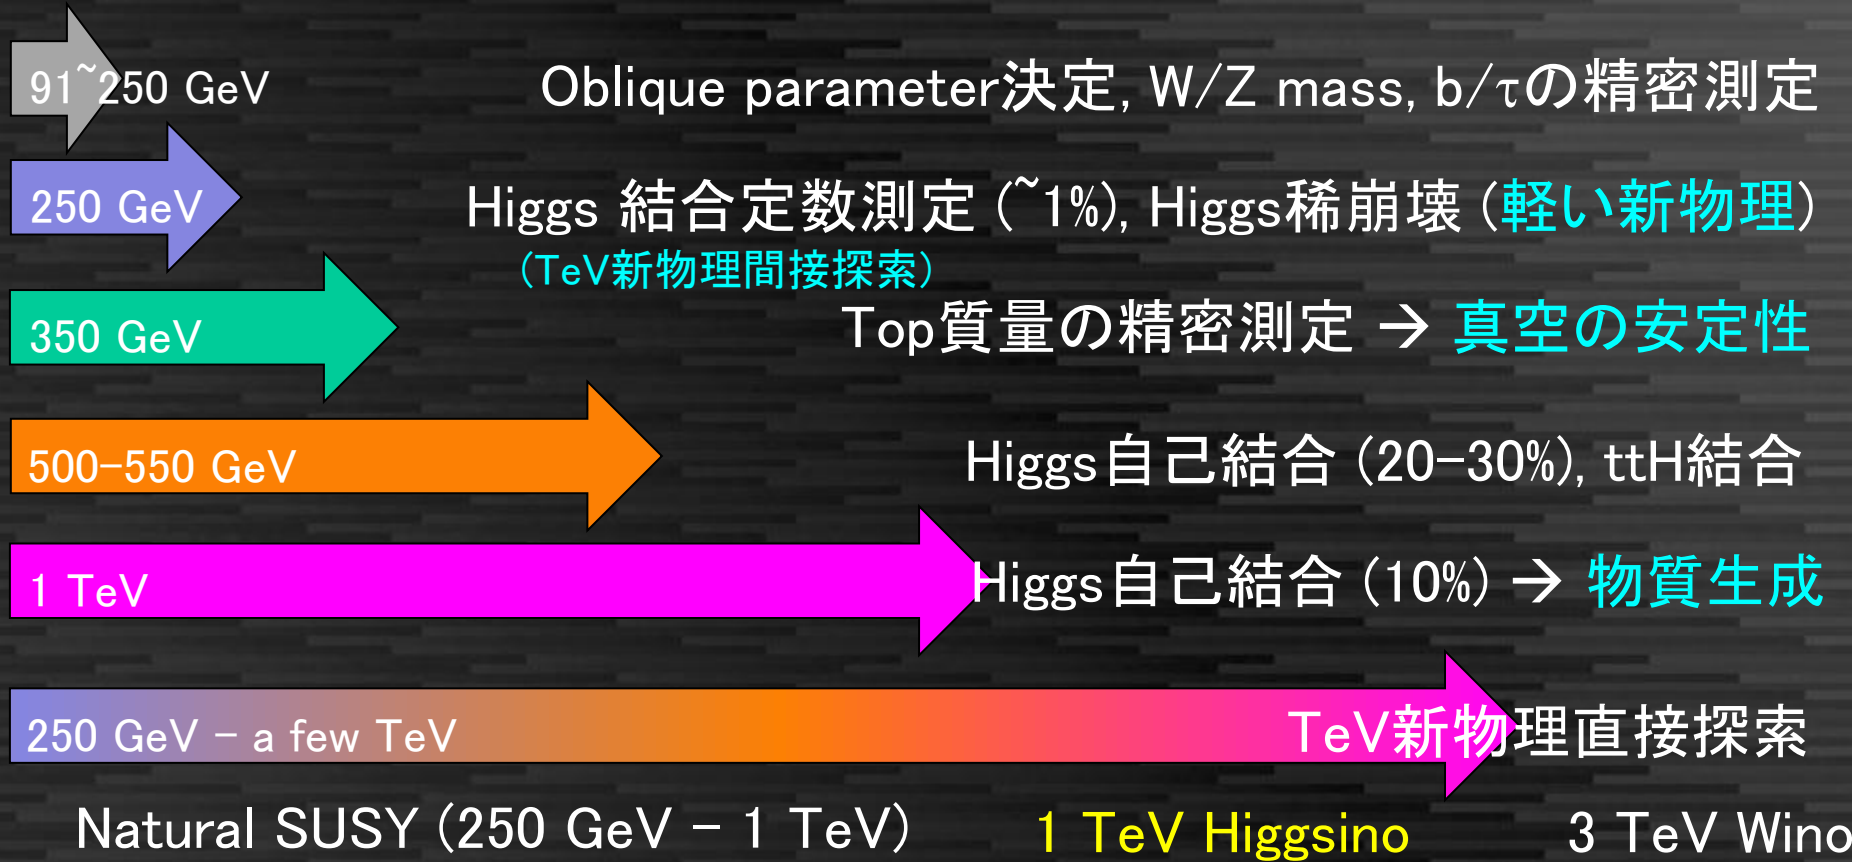 91~250 GeV Oblique parameter決定, W/Z mass, b/τの精密測定
250 GeV Higgs 結合定数測定 (~1%), Higgs稀崩壊 (軽い新物理)
(TeV新物理間接探索)
350 GeV Top質量の精密測定 → 真空の安定性
500-550 GeV Higgs自己結合 (20-30%), ttH結合
1 TeV Higgs自己結合 (10%) → 物質生成
250 GeV - a few TeV TeV新物理直接探索
Natural SUSY (250 GeV - 1 TeV) 1 TeV Higgsino 3 TeV Wino